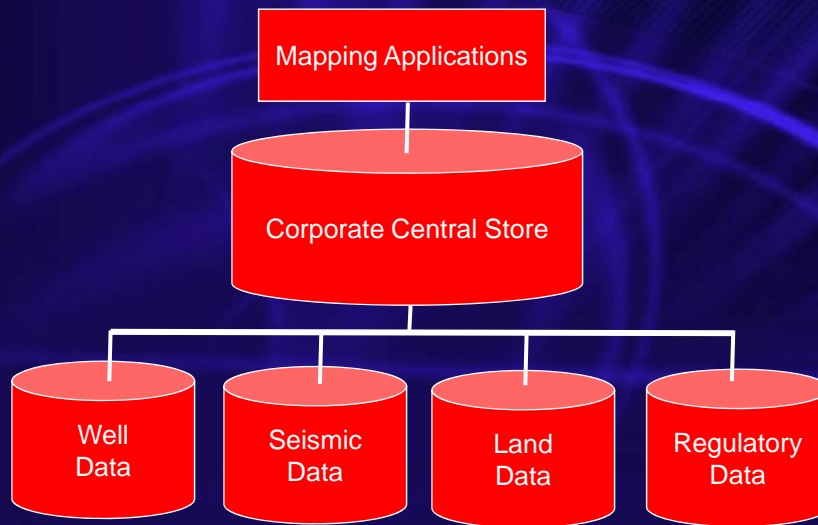 Mapping Applications
Corporate Central Store
Well
Data
Seismic
Data
Land
Data
Regulatory
Data